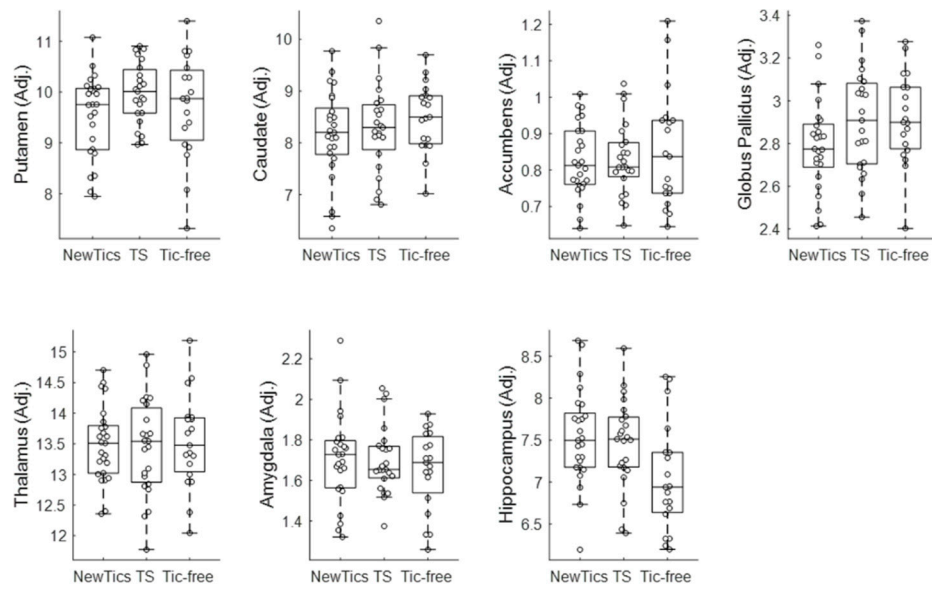 Putamen (Adj.)
11
10
9
8
NewTics TS Tic-free
Caudate (Adj.)
10
8
7
NewTics TS Tic-free
Accumbens (Adj.)
1.2
1.1
1
0.9
0.8
0.7
NewTics TS Tic-free
Globus Pallidus (Adj.)
3.4
3.2
3
2.8
2.6
2.4
NewTics TS Tic-free
Thalamus (Adj.)
15
14.5
14
13.5
13
12.5
12
NewTics TS Tic-free
Amygdala (Adj.)
2.2
2
1.8
1.6
1.4
NewTics TS Tic-free
Hippocampus (Adj.)
8.5
8
7.5
7
6.5
NewTics TS Tic-free